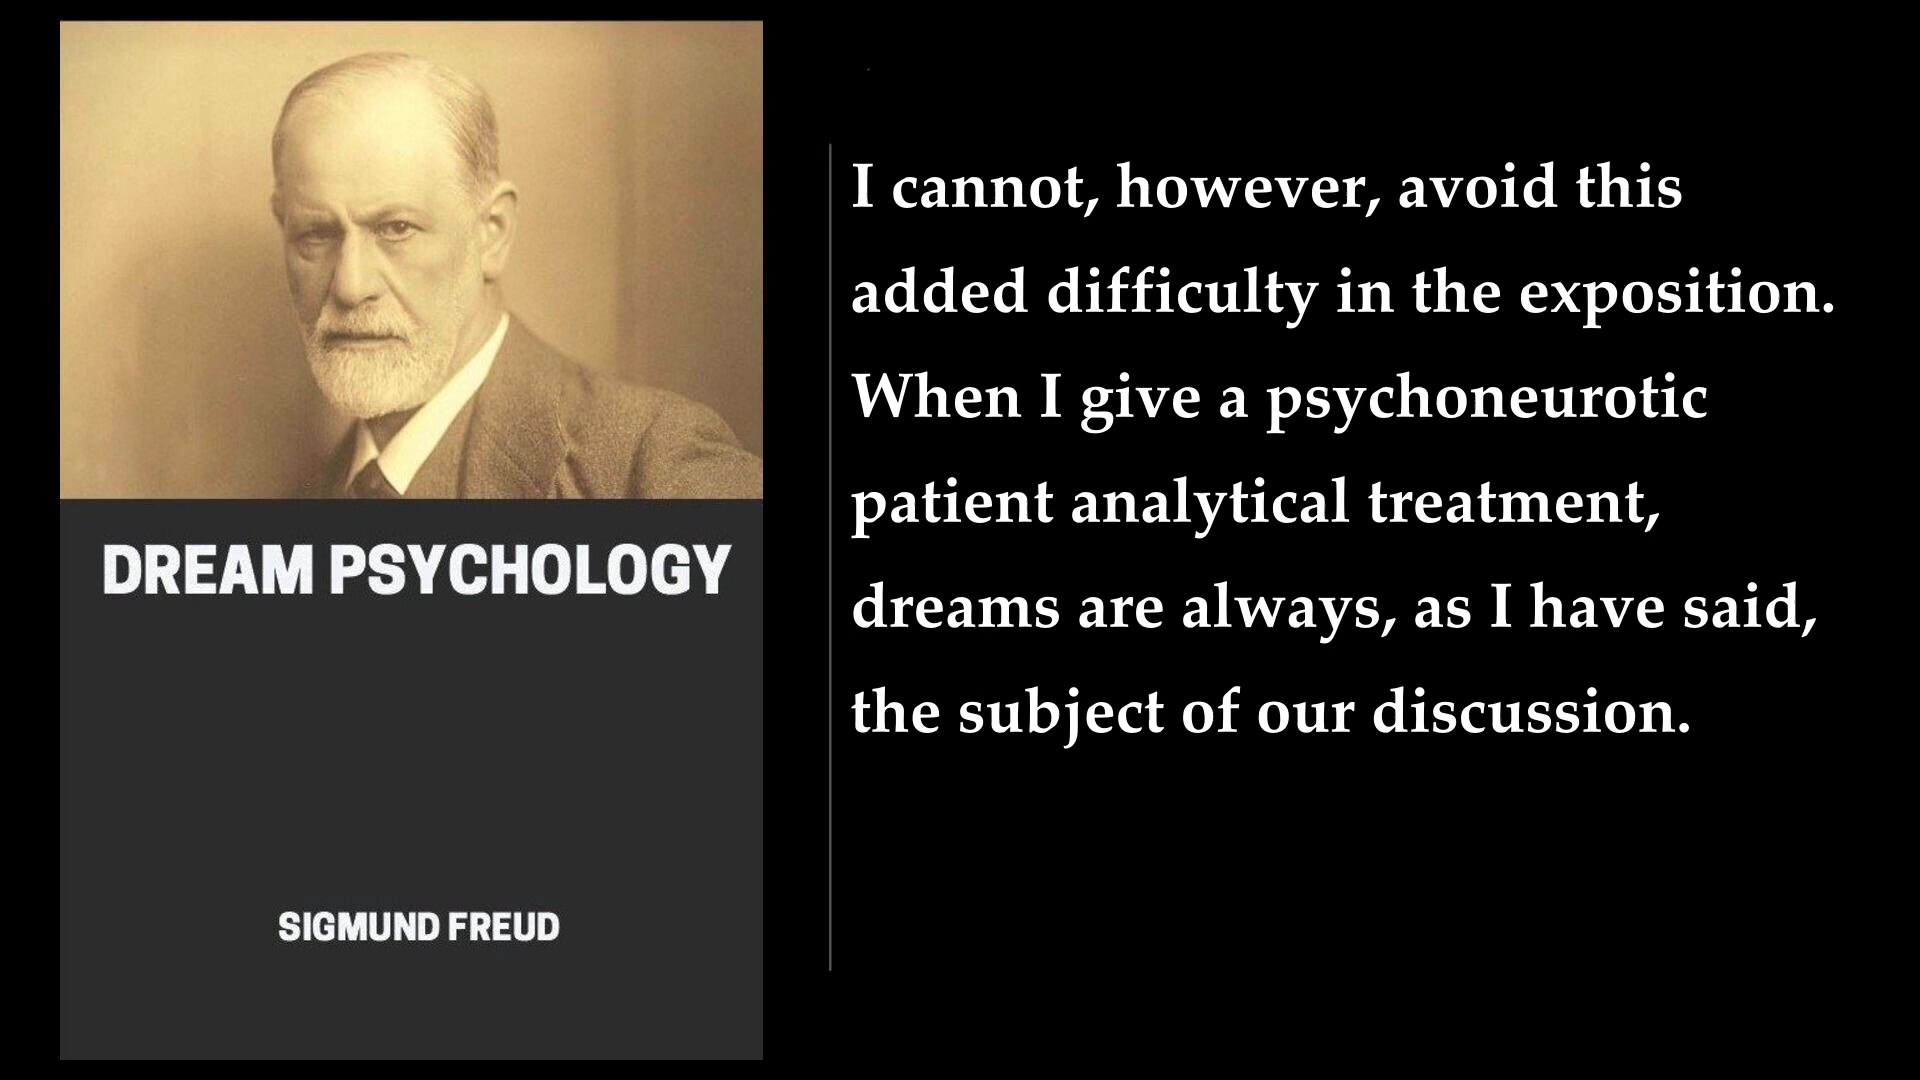 DREAM PSYCHOLOGY
SIGMUND FREUD
I cannot, however, avoid this
added difficulty in the exposition.
When I give a psychoneurotic
patient analytical treatment,
dreams are always, as I have said,
the subject of our discussion.